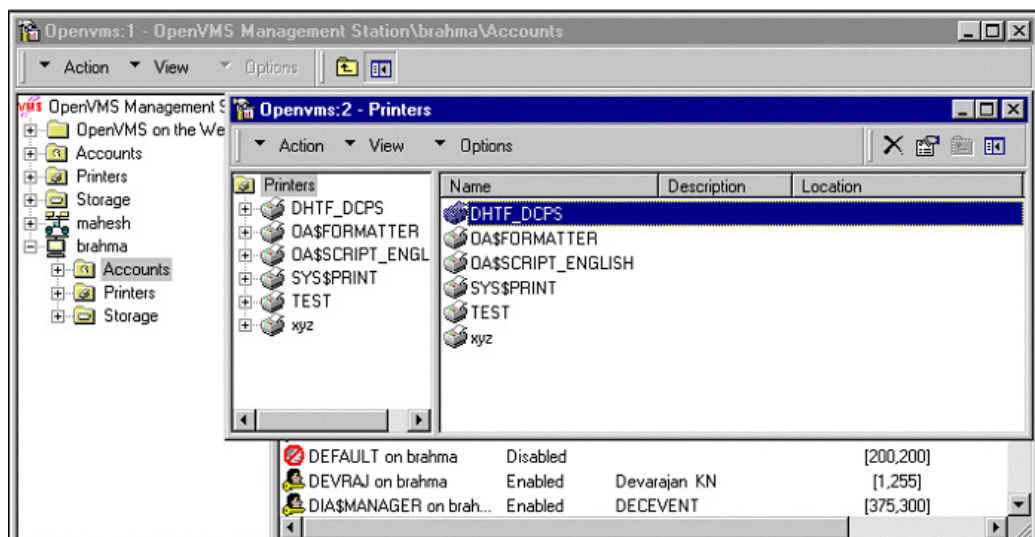 Openvms:1 - OpenVMS Management Station\brahma\Accounts
Action View Options
OpenVMS Management S
OpenVMS on the We
Accounts
Printers
Storage
mahesh
brahma
Accounts
Printers
Storage
Openvms:2 - Printers
Action View Options
Printers
DHTF_DCPS
OA$FORMATTER
OA$SCRIPT_ENGL
SYS$PRINT
TEST
xyz
Name Description Location
DHTF_DCPS
OA$FORMATTER
OA$SCRIPT_ENGLISH
SYS$PRINT
TEST
xyz
DEFAULT on brahma Disabled [200,200]
DEVRAJ on brahma Enabled Devarajan KN [1,255]
DIA$MANAGER on brah... Enabled DECEVENT [375,300]